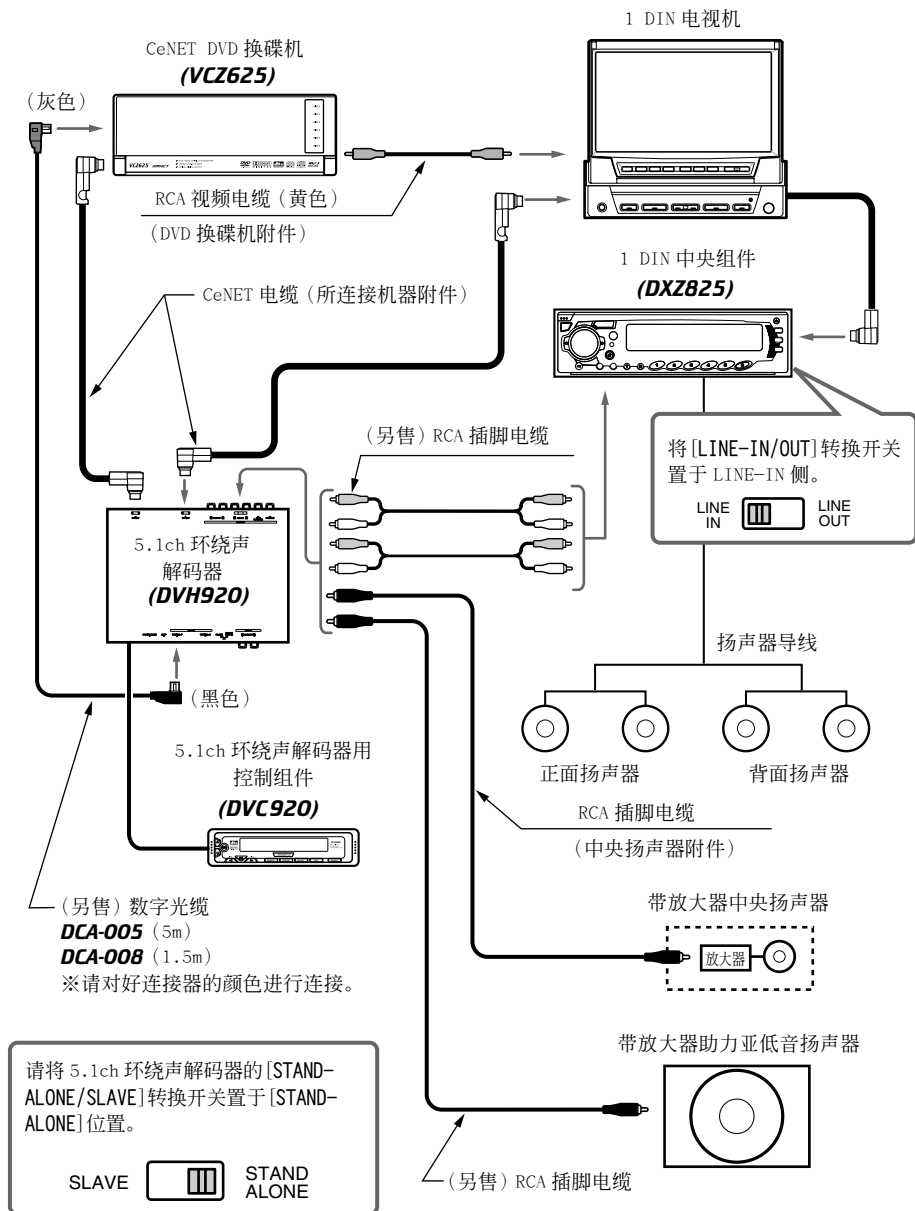 1 DIN 电视机
CeNET DVD 换碟机
(VCZ625)
(灰色)
VCZ625
RCA 视频电缆(黄色)
(DVD 换碟机附件)
1 DIN 中央组件
(DXZ825)
CeNET 电缆(所连接机器附件)
(另售) RCA 插脚电缆
将[LINE-IN/OUT]转换开关
置于 LINE-IN 侧。
LINE IN
LINE OUT
5.1ch 环绕声
解码器
(DVH920)
扬声器导线
(黑色)
5.1ch 环绕声解码器用
控制组件
(DVC920)
正面扬声器
背面扬声器
RCA 插脚电缆
(中央扬声器附件)
(另售) 数字光缆
DCA-005 (5m)
DCA-008 (1.5m)
※请对好连接器的颜色进行连接。
带放大器中央扬声器
放大器
带放大器助力亚低音扬声器
请将 5.1ch 环绕声解码器的[STAND-
ALONE/SLAVE]转换开关置于[STAND-
ALONE]位置。
SLAVE
STAND ALONE
(另售) RCA 插脚电缆